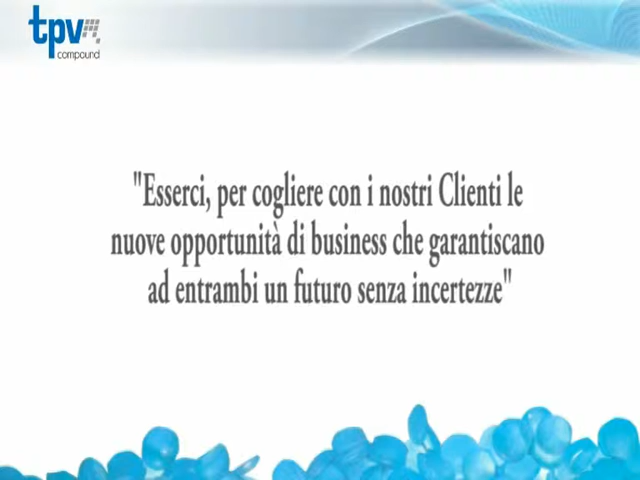 tpv
compound
"Esserci, per cogliere con i nostri Clienti le
nuove opportunità di business che garantiscano
ad entrambi un futuro senza incertezze"